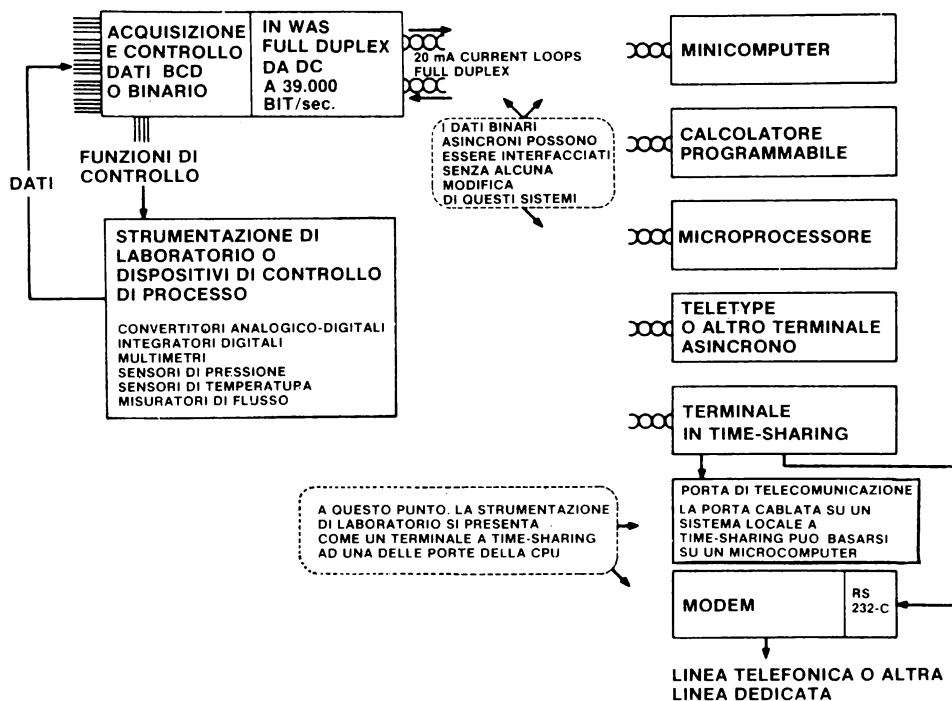 ACQUISIZIONE
E CONTROLLO
DATI BCD
O BINARIO
IN WAS
FULL DUPLEX
DA DC
A 39.000
BIT/sec.
20 mA CURRENT LOOPS
FULL DUPLEX
FUNZIONI DI
CONTROLLO
DATI
I DATI BINARI
ASINCRONI POSSONO
ESSERE INTERFACCIATI
SENZA ALCUNA
MODIFICA
DI QUESTI SISTEMI
STRUMENTAZIONE DI
LABORATORIO O
DISPOSITIVI DI CONTROLLO
DI PROCESSO
CONVERTITORI ANALOGICO-DIGITALI
INTEGRATORI DIGITALI
MULTIMETRI
SENSORI DI PRESSIONE
SENSORI DI TEMPERATURA
MISURATORI DI FLUSSO
MINICOMPUTER
CALCOLATORE
PROGRAMMABILE
MICROPROCESSORE
TELETYPE
O ALTRO TERMINALE
ASINCRONO
TERMINALE
IN TIME-SHARING
PORTA DI TELECOMUNICAZIONE
LA PORTA CABLATA SU UN
SISTEMA LOCALE A
TIME-SHARING PUO BASARSI
SU UN MICROCOMPUTER
A QUESTO PUNTO. LA STRUMENTAZIONE
DI LABORATORIO SI PRESENTA
COME UN TERMINALE A TIME-SHARING
AD UNA DELLE PORTE DELLA CPU
MODEM
RS
232-C
LINEA TELEFONICA O ALTRA
LINEA DEDICATA